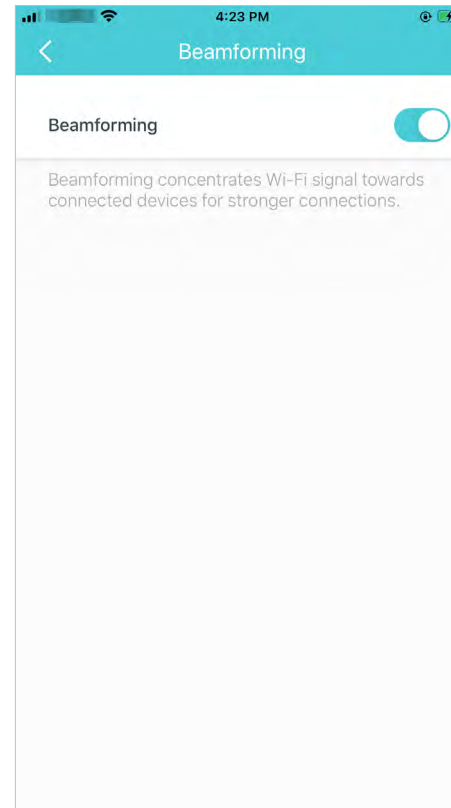 4:23 PM
Beamforming
Beamforming
Beamforming concentrates Wi-Fi signal towards
connected devices for stronger connections.